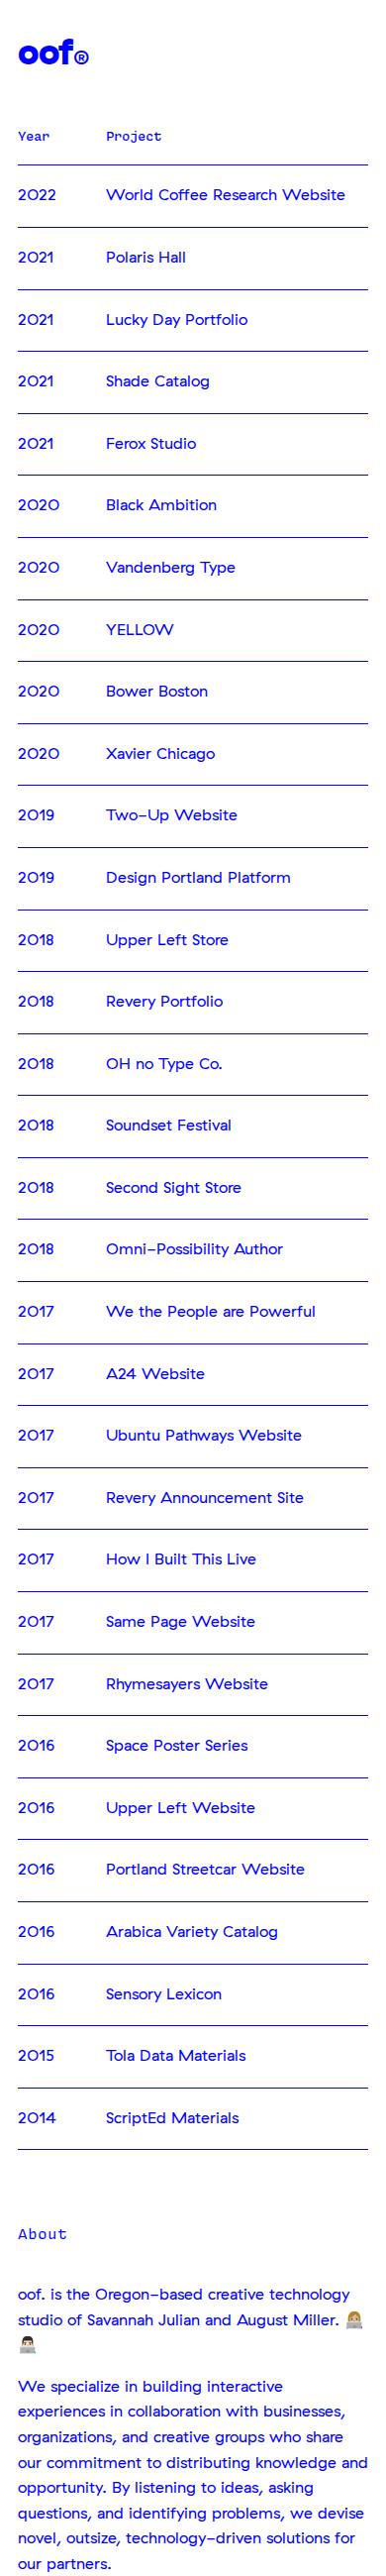 oof®
Year Project
2022 World Coffee Research Website
2021 Polaris Hall
2021 Lucky Day Portfolio
2021 Shade Catalog
2021 Ferox Studio
2020 Black Ambition
2020 Vandenberg Type
2020 YELLOW
2020 Bower Boston
2020 Xavier Chicago
2019 Two-Up Website
2019 Design Portland Platform
2018 Upper Left Store
2018 Revery Portfolio
2018 OH no Type Co.
2018 Soundset Festival
2018 Second Sight Store
2018 Omni-Possibility Author
2017 We the People are Powerful
2017 A24 Website
2017 Ubuntu Pathways Website
2017 Revery Announcement Site
2017 How I Built This Live
2017 Same Page Website
2017 Rhymesayers Website
2016 Space Poster Series
2016 Upper Left Website
2016 Portland Streetcar Website
2016 Arabica Variety Catalog
2016 Sensory Lexicon
2015 Tola Data Materials
2014 ScriptEd Materials
About
oof. is the Oregon-based creative technology
studio of Savannah Julian and August Miller. 👩🏼‍💻
👨🏻‍💻
We specialize in building interactive
experiences in collaboration with businesses,
organizations, and creative groups who share
our commitment to distributing knowledge and
opportunity. By listening to ideas, asking
questions, and identifying problems, we devise
novel, outsize, technology-driven solutions for
our partners.